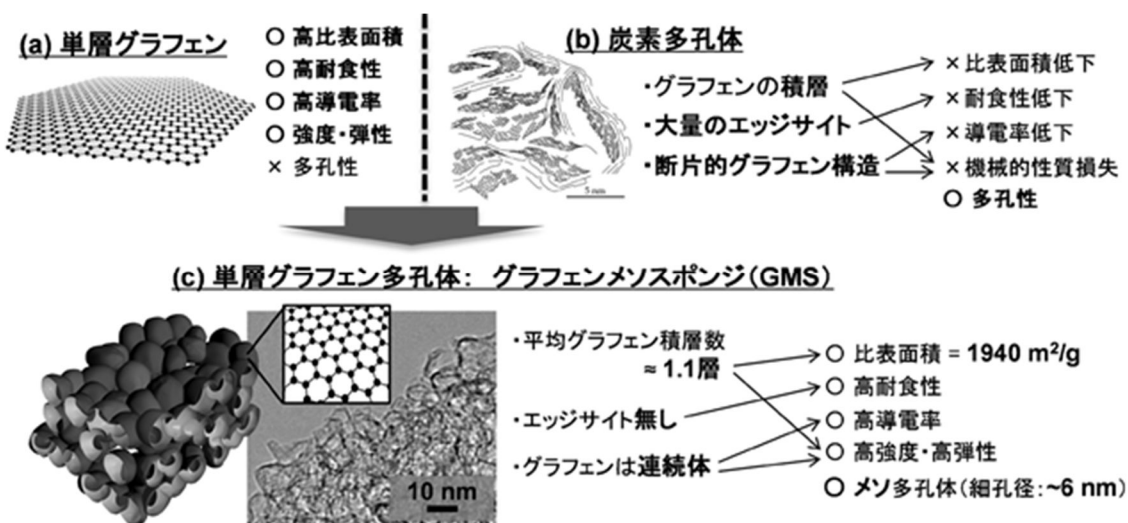 (a) 単層グラフェン
○ 高比表面積
○ 高耐食性
○ 高導電率
○ 強度・弾性
× 多孔性
(b) 炭素多孔体
・グラフェンの積層
・大量のエッジサイト
・断片的グラフェン構造
5 nm
×比表面積低下
×耐食性低下
×導電率低下
×機械的性質損失
○ 多孔性
(c) 単層グラフェン多孔体： グラフェンメソスポンジ（GMS）
10 nm
・平均グラフェン積層数
≈ 1.1層
・エッジサイト無し
・グラフェンは連続体
○ 比表面積 = 1940 m²/g
○ 高耐食性
○ 高導電率
○ 高強度・高弾性
○ メソ多孔体（細孔径：~6 nm）